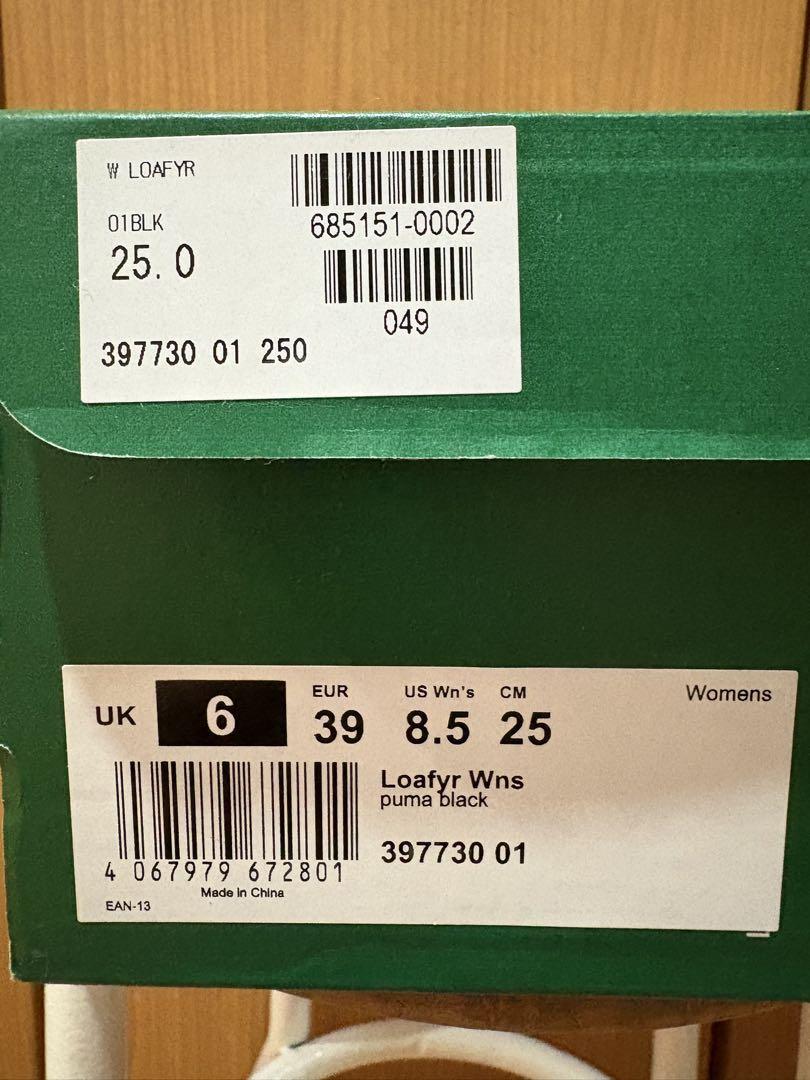 W LOAFYR
01BLK
25.0
685151-0002
049
397730 01 250
UK 6
EUR 39
US Wn's 8.5
CM 25
Womens
Loafyr Wns
puma black
397730 01
4 067979 672801
Made in China
EAN-13